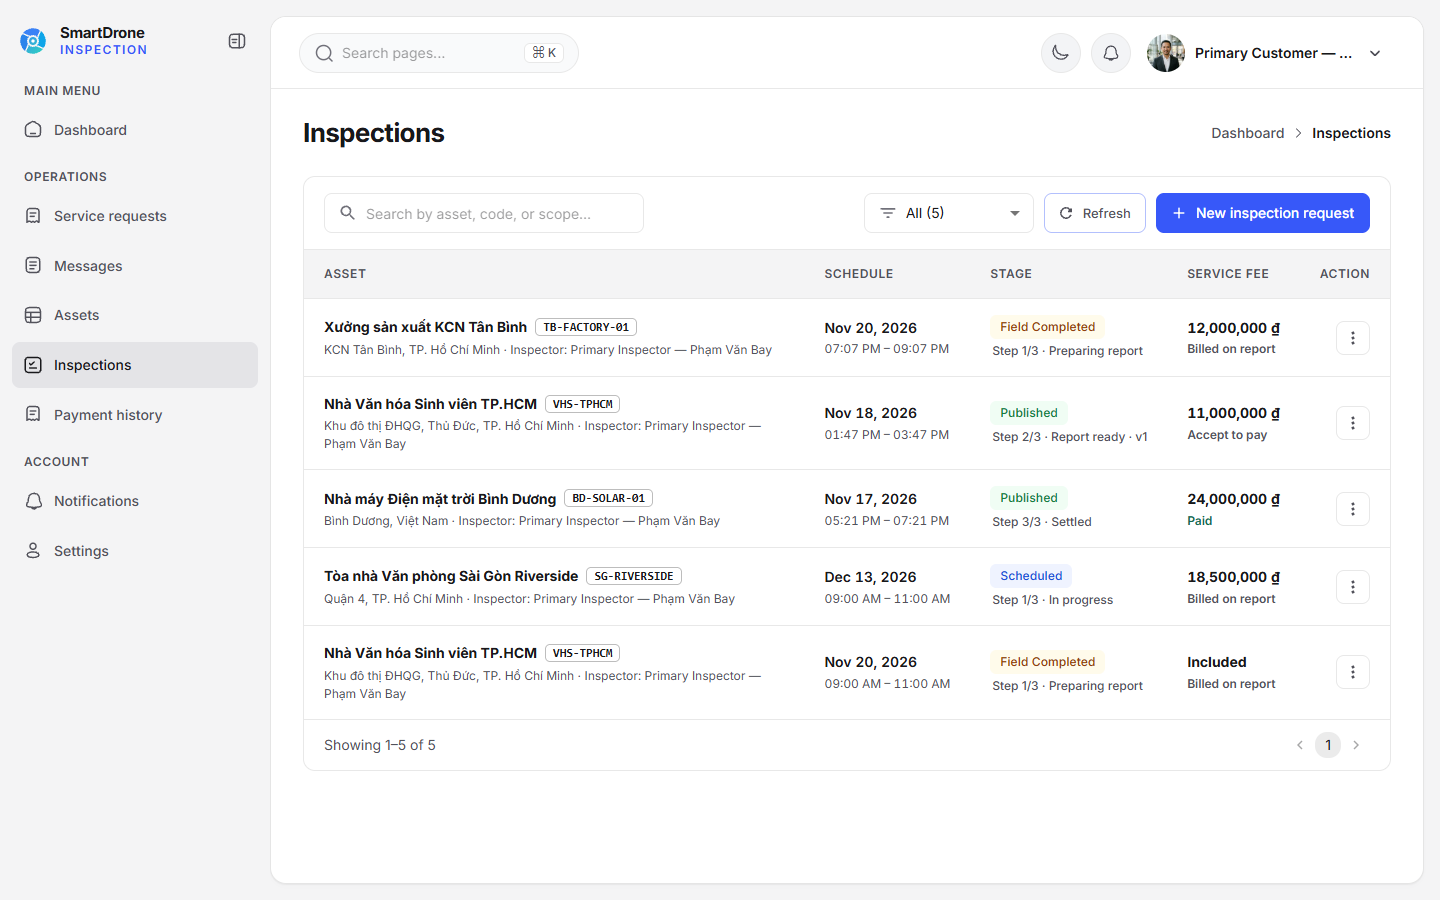 SmartDrone
INSPECTION
MAIN MENU
Dashboard
OPERATIONS
Service requests
Messages
Assets
Inspections
Payment history
ACCOUNT
Notifications
Settings
Search pages...
⌘ K
Primary Customer — ...
Inspections
Dashboard > Inspections
Search by asset, code, or scope...
All (5)
Refresh
+ New inspection request
ASSET SCHEDULE STAGE SERVICE FEE ACTION
Xưởng sản xuất KCN Tân Bình TB-FACTORY-01
KCN Tân Bình, TP. Hồ Chí Minh · Inspector: Primary Inspector — Phạm Văn Bay
Nov 20, 2026
07:07 PM – 09:07 PM
Field Completed
Step 1/3 · Preparing report
12,000,000 ₫
Billed on report
Nhà Văn hóa Sinh viên TP.HCM VHS-TPHCM
Khu đô thị ĐHQG, Thủ Đức, TP. Hồ Chí Minh · Inspector: Primary Inspector —
Phạm Văn Bay
Nov 18, 2026
01:47 PM – 03:47 PM
Published
Step 2/3 · Report ready · v1
11,000,000 ₫
Accept to pay
Nhà máy Điện mặt trời Bình Dương BD-SOLAR-01
Bình Dương, Việt Nam · Inspector: Primary Inspector — Phạm Văn Bay
Nov 17, 2026
05:21 PM – 07:21 PM
Published
Step 3/3 · Settled
24,000,000 ₫
Paid
Tòa nhà Văn phòng Sài Gòn Riverside SG-RIVERSIDE
Quận 4, TP. Hồ Chí Minh · Inspector: Primary Inspector — Phạm Văn Bay
Dec 13, 2026
09:00 AM – 11:00 AM
Scheduled
Step 1/3 · In progress
18,500,000 ₫
Billed on report
Nhà Văn hóa Sinh viên TP.HCM VHS-TPHCM
Khu đô thị ĐHQG, Thủ Đức, TP. Hồ Chí Minh · Inspector: Primary Inspector —
Phạm Văn Bay
Nov 20, 2026
09:00 AM – 11:00 AM
Field Completed
Step 1/3 · Preparing report
Included
Billed on report
Showing 1–5 of 5
1